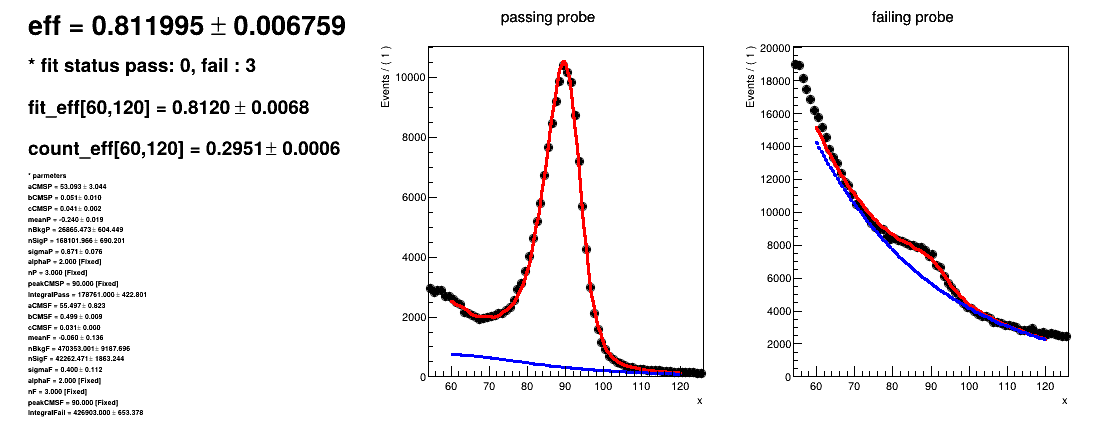 eff = 0.811995 ± 0.006759
* fit status pass: 0, fail : 3
fit_eff[60,120] = 0.8120 ± 0.0068
count_eff[60,120] = 0.2951 ± 0.0006
* parmeters
aCMSP = 53.093 ± 3.044
bCMSP = 0.051 ± 0.010
cCMSP = 0.041 ± 0.002
meanP = -0.240 ± 0.019
nBkgP = 26865.473 ± 604.449
nSigP = 168101.966 ± 690.201
sigmaP = 0.871 ± 0.076
alphaP = 2.000 [Fixed]
nP = 3.000 [Fixed]
peakCMSP = 90.000 [Fixed]
IntegralPass = 178761.000 ± 422.801
aCMSF = 55.497 ± 0.823
bCMSF = 0.499 ± 0.009
cCMSF = 0.031 ± 0.000
meanF = -0.060 ± 0.136
nBkgF = 470353.001 ± 9167.696
nSigF = 42262.471 ± 1863.244
sigmaF = 0.400 ± 0.112
alphaF = 2.000 [Fixed]
nF = 3.000 [Fixed]
peakCMSF = 90.000 [Fixed]
IntegralFail = 426903.000 ± 653.378
passing probe
Events / ( 1 )
10000
8000
6000
4000
2000
0
60 70 80 90 100 110 120
x
failing probe
Events / ( 1 )
20000
18000
16000
14000
12000
10000
8000
6000
4000
2000
0
60 70 80 90 100 110 120
x